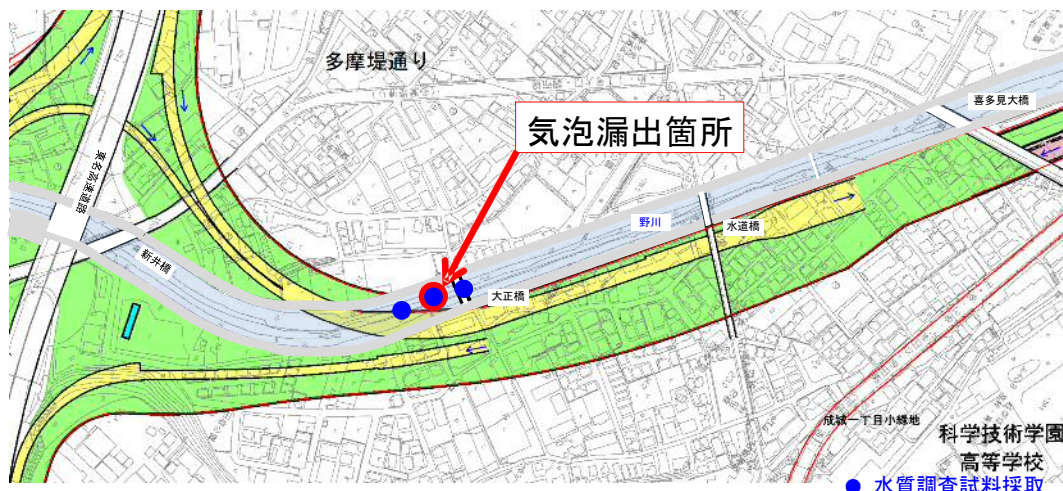 多摩堤通り
喜多見大橋
気泡漏出箇所
東名高速道路
野川
水道橋
新井橋
大正橋
成城一丁目小緑地
科学技術学園
高等学校
水質調査試料採取